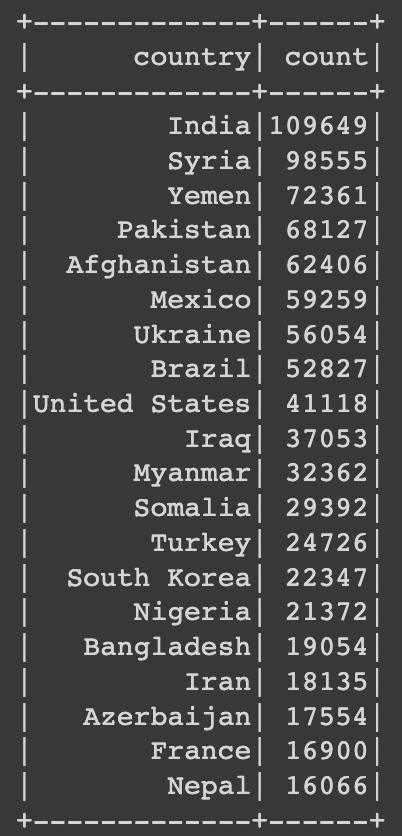 +-------------+------+
|      country| count|
+-------------+------+
|        India|109649|
|        Syria| 98555|
|        Yemen| 72361|
|     Pakistan| 68127|
|  Afghanistan| 62406|
|       Mexico| 59259|
|      Ukraine| 56054|
|       Brazil| 52827|
|United States| 41118|
|         Iraq| 37053|
|      Myanmar| 32362|
|      Somalia| 29392|
|       Turkey| 24726|
|  South Korea| 22347|
|      Nigeria| 21372|
|   Bangladesh| 19054|
|         Iran| 18135|
|   Azerbaijan| 17554|
|       France| 16900|
|        Nepal| 16066|
+-------------+------+